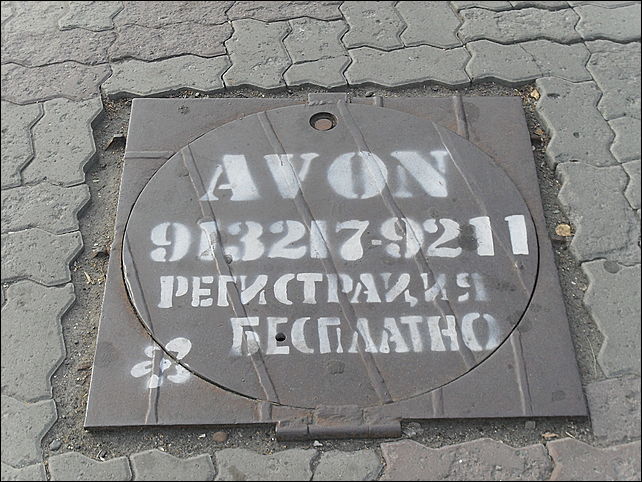 AVON
913217-9211
РЕГИСТРАЦИЯ
БЕСПЛАТНО